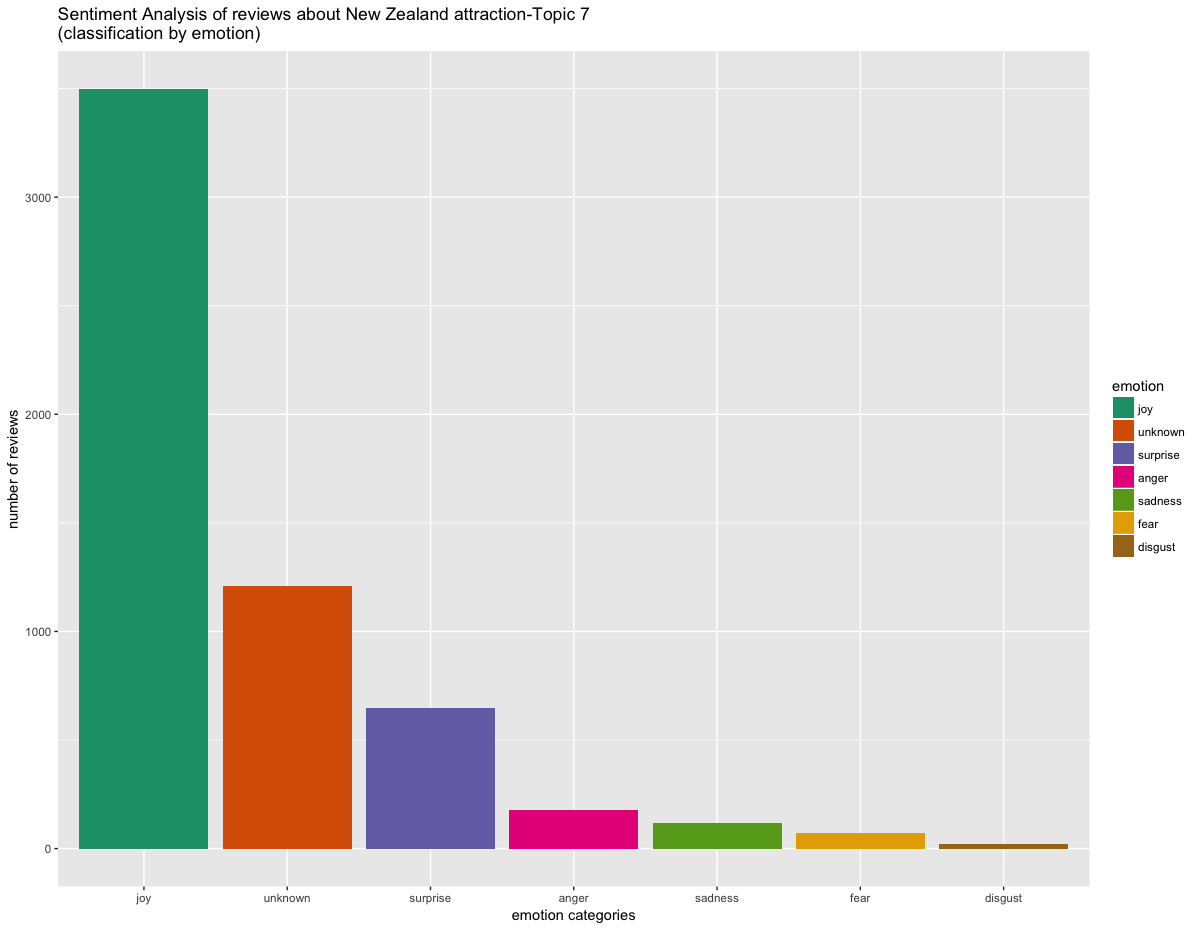 Sentiment Analysis of reviews about New Zealand attraction-Topic 7
(classification by emotion)
number of reviews
3000
2000
1000
0
joy
unknown
surprise
anger
sadness
fear
disgust
emotion categories
emotion
joy
unknown
surprise
anger
sadness
fear
disgust